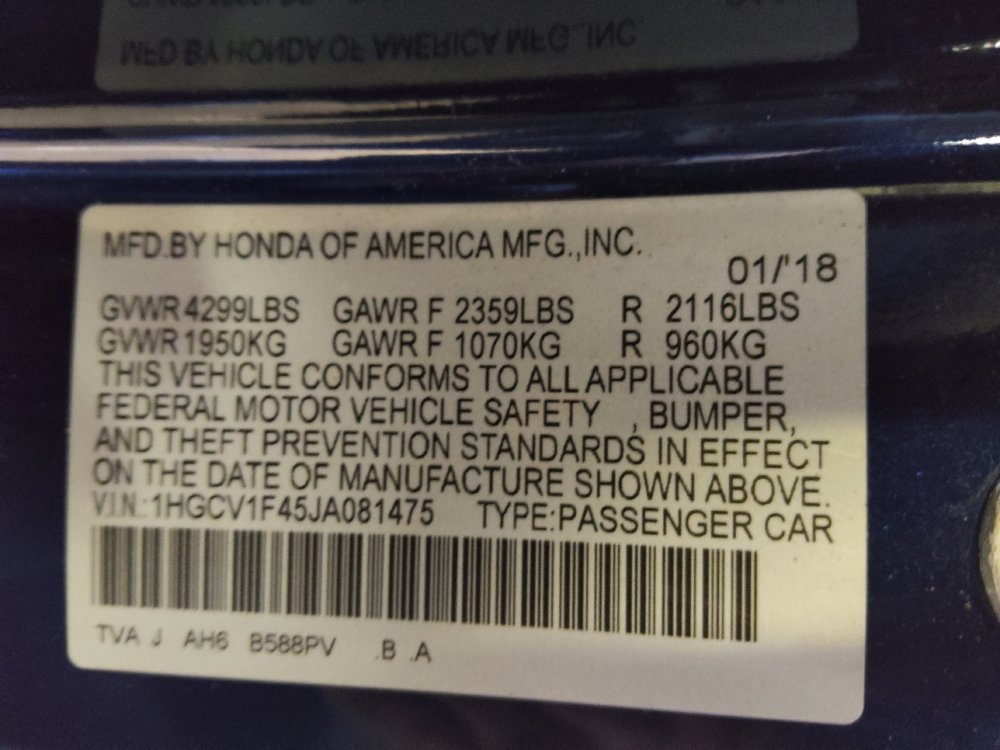 MFD BY HONDA OF AMERICA MFG., INC
MFD.BY HONDA OF AMERICA MFG.,INC.
01/'18
GVWR 4299LBS GAWR F 2359LBS R 2116LBS
GVWR 1950KG GAWR F 1070KG R 960KG
THIS VEHICLE CONFORMS TO ALL APPLICABLE
FEDERAL MOTOR VEHICLE SAFETY , BUMPER,
AND THEFT PREVENTION STANDARDS IN EFFECT
ON THE DATE OF MANUFACTURE SHOWN ABOVE.
V.I.N.:1HGCV1F45JA081475 TYPE:PASSENGER CAR
TVA J AH6 B588PV .B .A